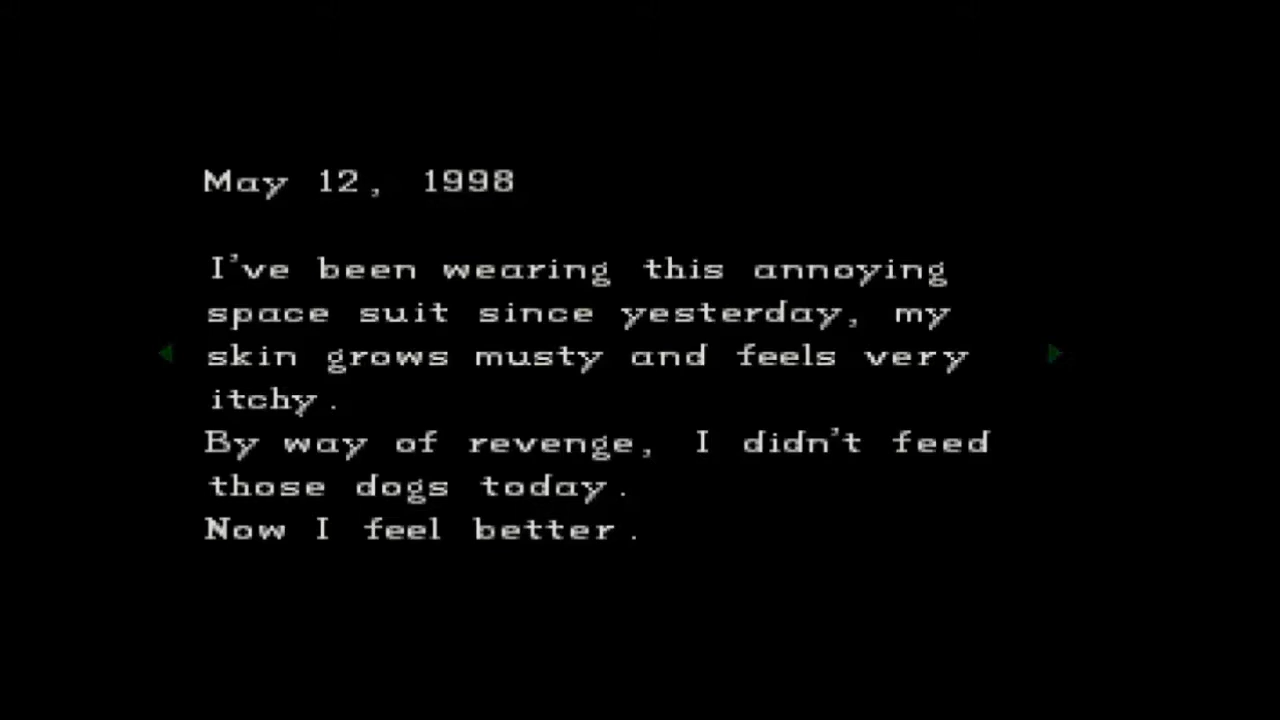 May 12, 1998
I've been wearing this annoying
space suit since yesterday, my
skin grows musty and feels very
itchy.
By way of revenge, I didn't feed
those dogs today.
Now I feel better.